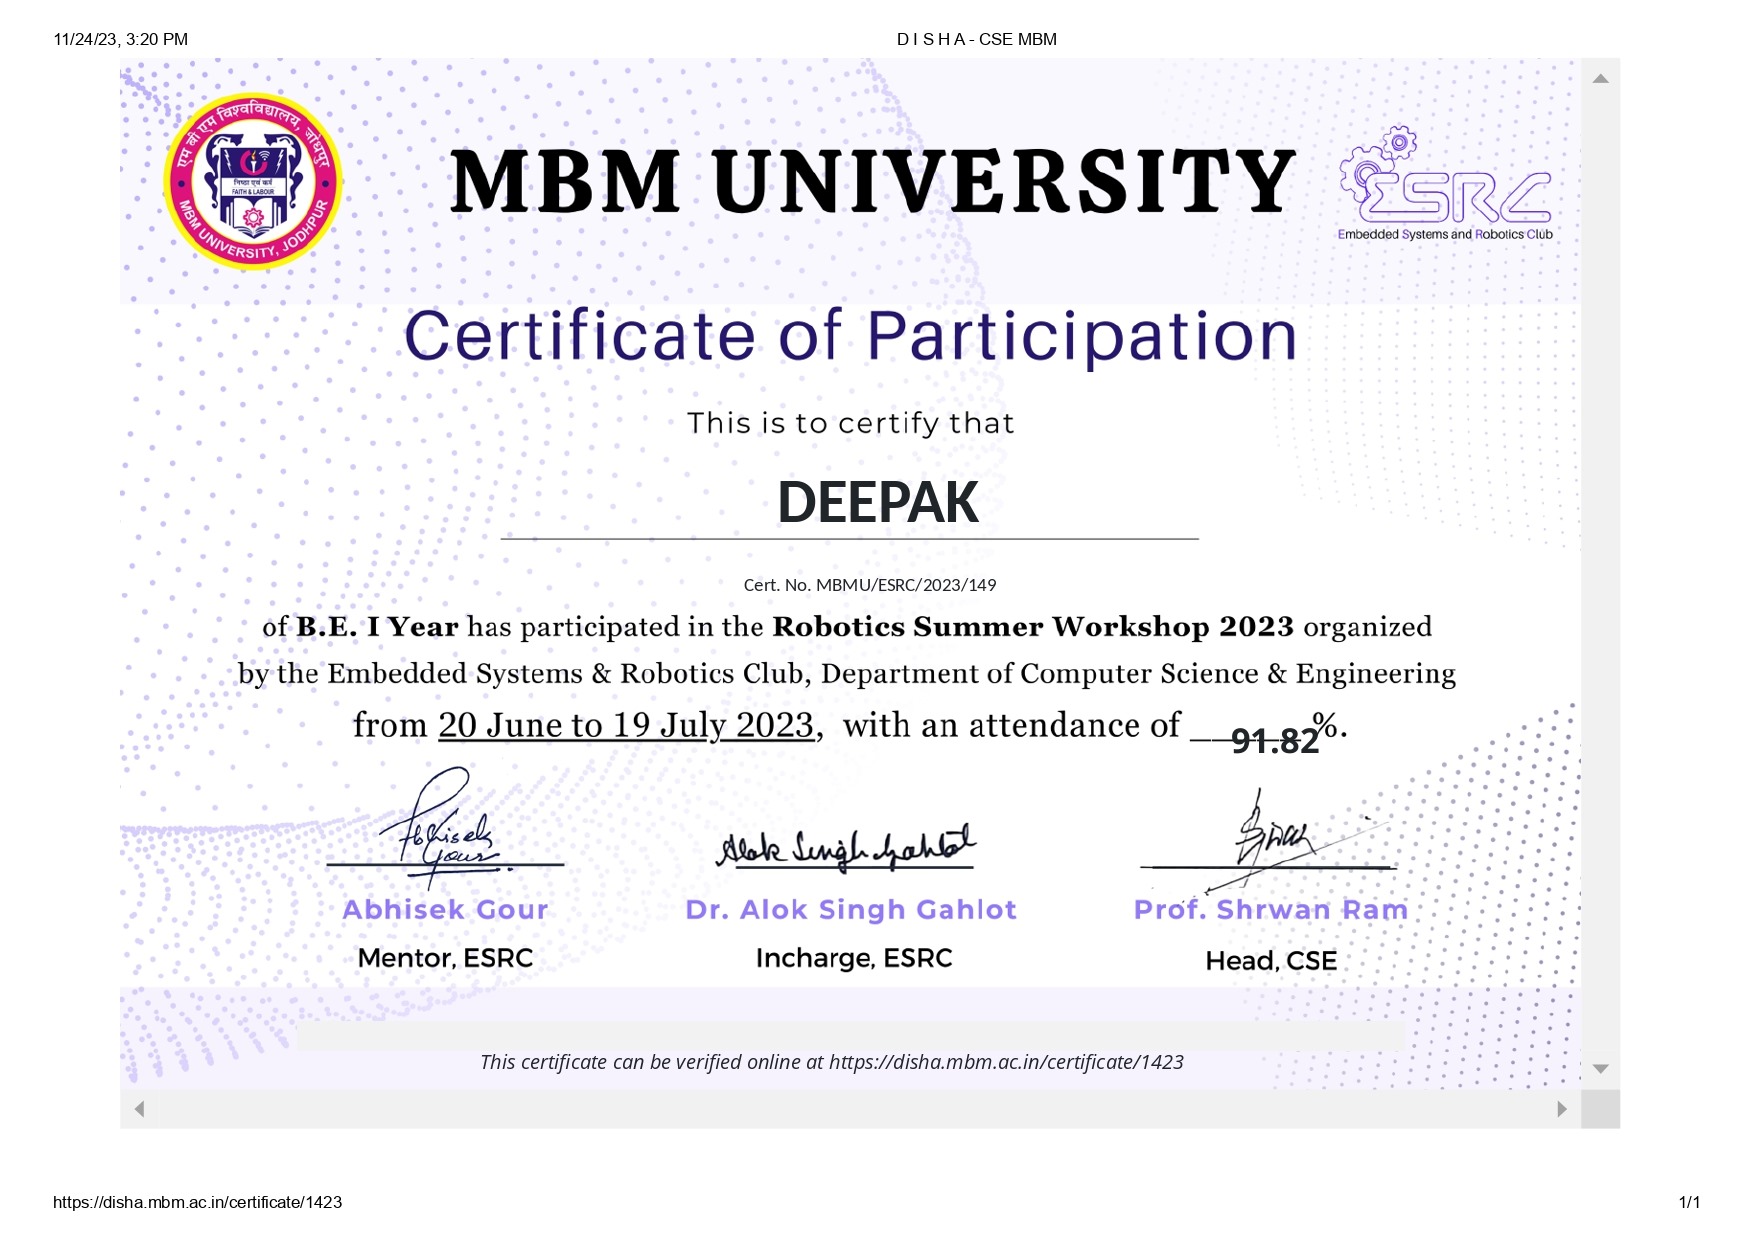 11/24/23, 3:20 PM
D I S H A - CSE MBM
एम बी एम विश्वविद्यालय, जोधपुर
निष्ठा एवं कर्म
FAITH & LABOUR
MBM UNIVERSITY, JODHPUR
MBM UNIVERSITY
ESRC
Embedded Systems and Robotics Club
Certificate of Participation
This is to certify that
DEEPAK
Cert. No. MBMU/ESRC/2023/149
of B.E. I Year has participated in the Robotics Summer Workshop 2023 organized
by the Embedded Systems & Robotics Club, Department of Computer Science & Engineering
from 20 June to 19 July 2023, with an attendance of 91.82%.
Abhisek Gour
Alok Singh Gahlot
Abhisek Gour
Dr. Alok Singh Gahlot
Prof. Shrwan Ram
Mentor, ESRC
Incharge, ESRC
Head, CSE
This certificate can be verified online at https://disha.mbm.ac.in/certificate/1423
https://disha.mbm.ac.in/certificate/1423
1/1